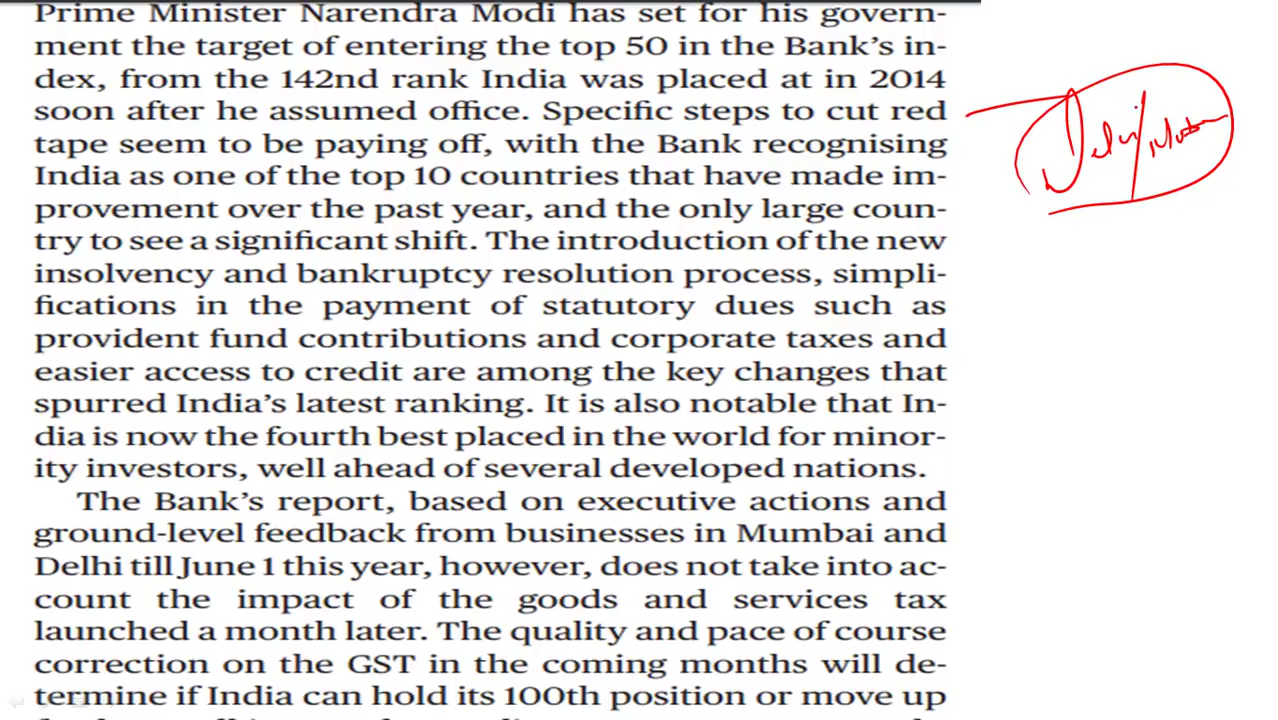 Prime Minister Narendra Modi has set for his govern-
ment the target of entering the top 50 in the Bank's in-
dex, from the 142nd rank India was placed at in 2014
soon after he assumed office. Specific steps to cut red
tape seem to be paying off, with the Bank recognising
India as one of the top 10 countries that have made im-
provement over the past year, and the only large coun-
try to see a significant shift. The introduction of the new
insolvency and bankruptcy resolution process, simpli-
fications in the payment of statutory dues such as
provident fund contributions and corporate taxes and
easier access to credit are among the key changes that
spurred India's latest ranking. It is also notable that In-
dia is now the fourth best placed in the world for minor-
ity investors, well ahead of several developed nations.
The Bank's report, based on executive actions and
ground-level feedback from businesses in Mumbai and
Delhi till June 1 this year, however, does not take into ac-
count the impact of the goods and services tax
launched a month later. The quality and pace of course
correction on the GST in the coming months will de-
termine if India can hold its 100th position or move up
Delhi/